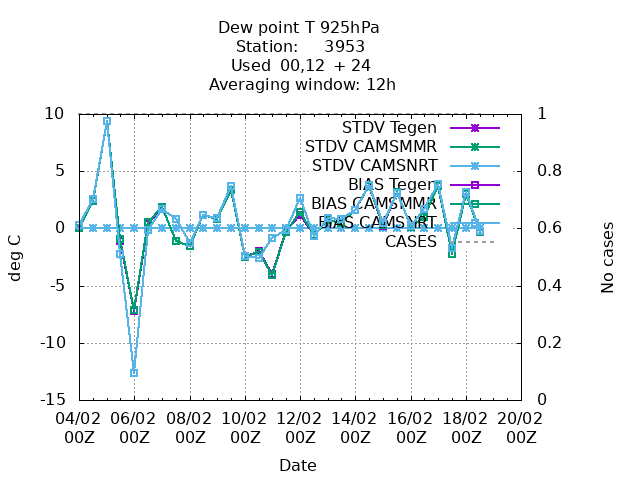 Dew point T 925hPa
Station: 3953
Used 00,12 + 24
Averaging window: 12h
10
5
0
-5
-10
-15
deg C
1
0.8
0.6
0.4
0.2
0
No cases
STDV Tegen
STDV CAMSMMR
STDV CAMSNRT
BIAS Tegen
BIAS CAMSMMR
BIAS CAMSNRT
CASES
04/02 06/02 08/02 10/02 12/02 14/02 16/02 18/02 20/02
00Z 00Z 00Z 00Z 00Z 00Z 00Z 00Z 00Z
Date